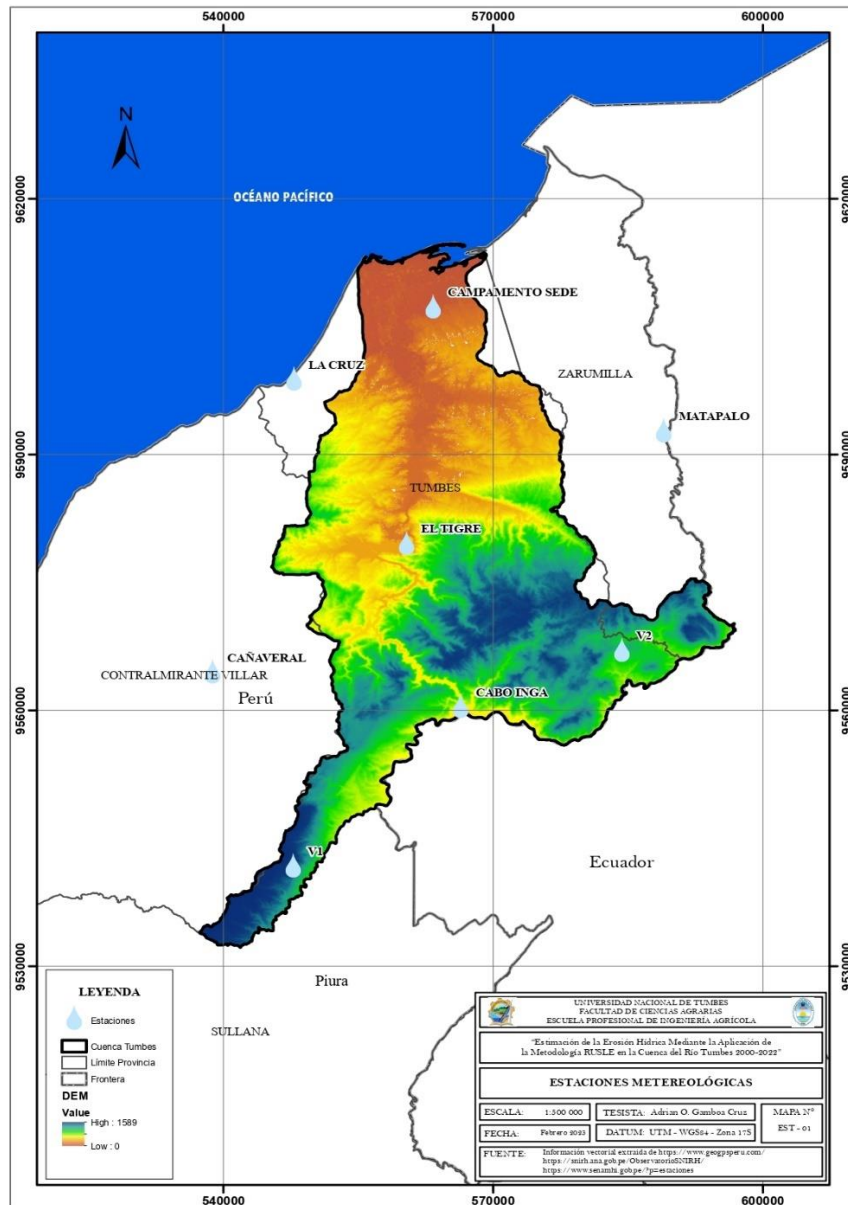 540000 570000 600000
N
9620000 9620000
OCÉANO PACÍFICO
CAMPAMENTO SEDE
LA CRUZ
ZARUMILLA
MATAPALO
9590000 9590000
TUMBES
EL TIGRE
V2
CAÑAVERAL
CONTRALMIRANTE VILLAR
Perú
CABO INGA
9560000 9560000
V1
Ecuador
9530000 9530000
Piura
SULLANA
LEYENDA
Estaciones
Cuenca Tumbes
Límite Provincia
Frontera
DEM
Value
High : 1589
Low : 0
UNIVERSIDAD NACIONAL DE TUMBES
FACULTAD DE CIENCIAS AGRARIAS
ESCUELA PROFESIONAL DE INGENIERÍA AGRÍCOLA
"Estimación de la Erosión Hídrica Mediante la Aplicación de
la Metodología RUSLE en la Cuenca del Río Tumbes 2000-2022"
ESTACIONES METEREOLÓGICAS
ESCALA: 1:500 000 TESISTA: Adrian O. Gamboa Cruz MAPA Nº
FECHA: Febrero 2023 DATUM: UTM - WGS84 - Zona 17S EST - 01
FUENTE: Información vectorial extraida de https://www.geogpsperu.com/
https://snirh.ana.gob.pe/ObservatorioSNIRH/
https://www.senamhi.gob.pe/?p=estaciones
540000 570000 600000